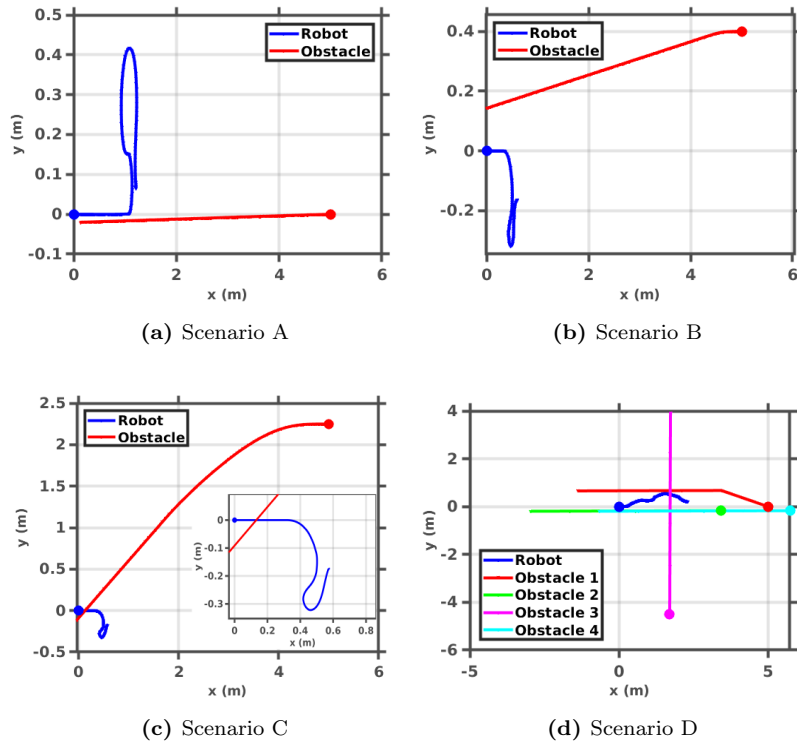 0.5
0.4
0.3
0.2
0.1
0
-0.1
y (m)
0 2 4 6
x (m)
Robot
Obstacle
(a) Scenario A
0.4
0.2
0
-0.2
y (m)
0 2 4 6
x (m)
Robot
Obstacle
(b) Scenario B
2.5
2
1.5
1
0.5
0
-0.5
y (m)
0 2 4 6
x (m)
Robot
Obstacle
0
-0.1
-0.2
-0.3
y (m)
0 0.2 0.4 0.6 0.8
x (m)
(c) Scenario C
4
2
0
-2
-4
-6
y (m)
-5 0 5
x (m)
Robot
Obstacle 1
Obstacle 2
Obstacle 3
Obstacle 4
(d) Scenario D